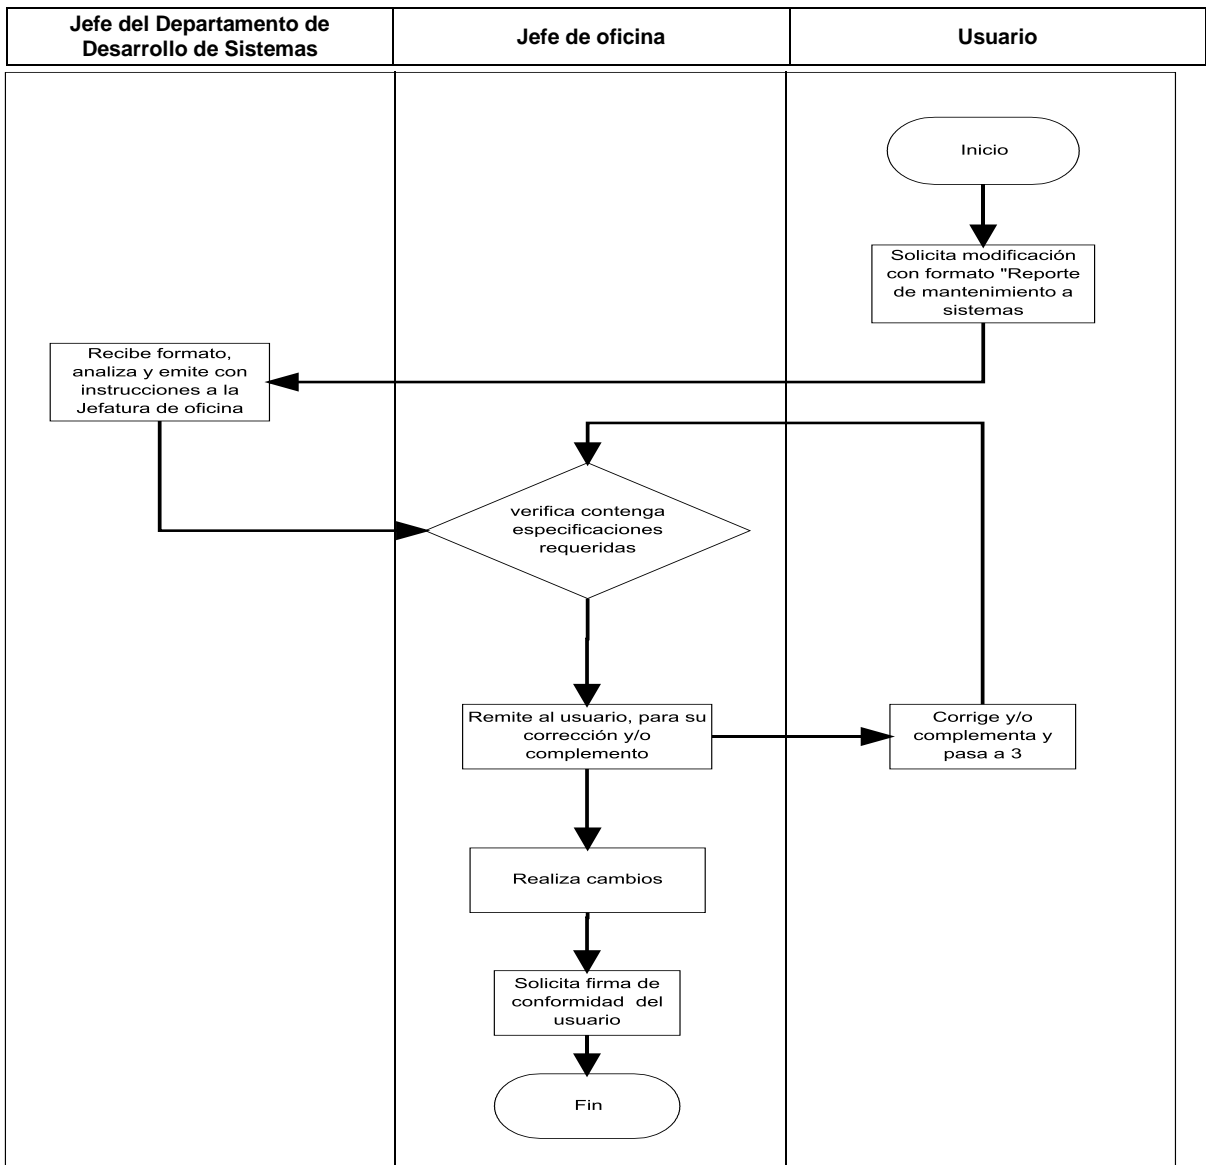 Jefe del Departamento de
Desarrollo de Sistemas
Jefe de oficina
Usuario
Inicio
Solicita modificación
con formato "Reporte
de mantenimiento a
sistemas
Recibe formato,
analiza y emite con
instrucciones a la
Jefatura de oficina
verifica contenga
especificaciones
requeridas
Remite al usuario, para su
corrección y/o
complemento
Corrige y/o
complementa y
pasa a 3
Realiza cambios
Solicita firma de
conformidad del
usuario
Fin